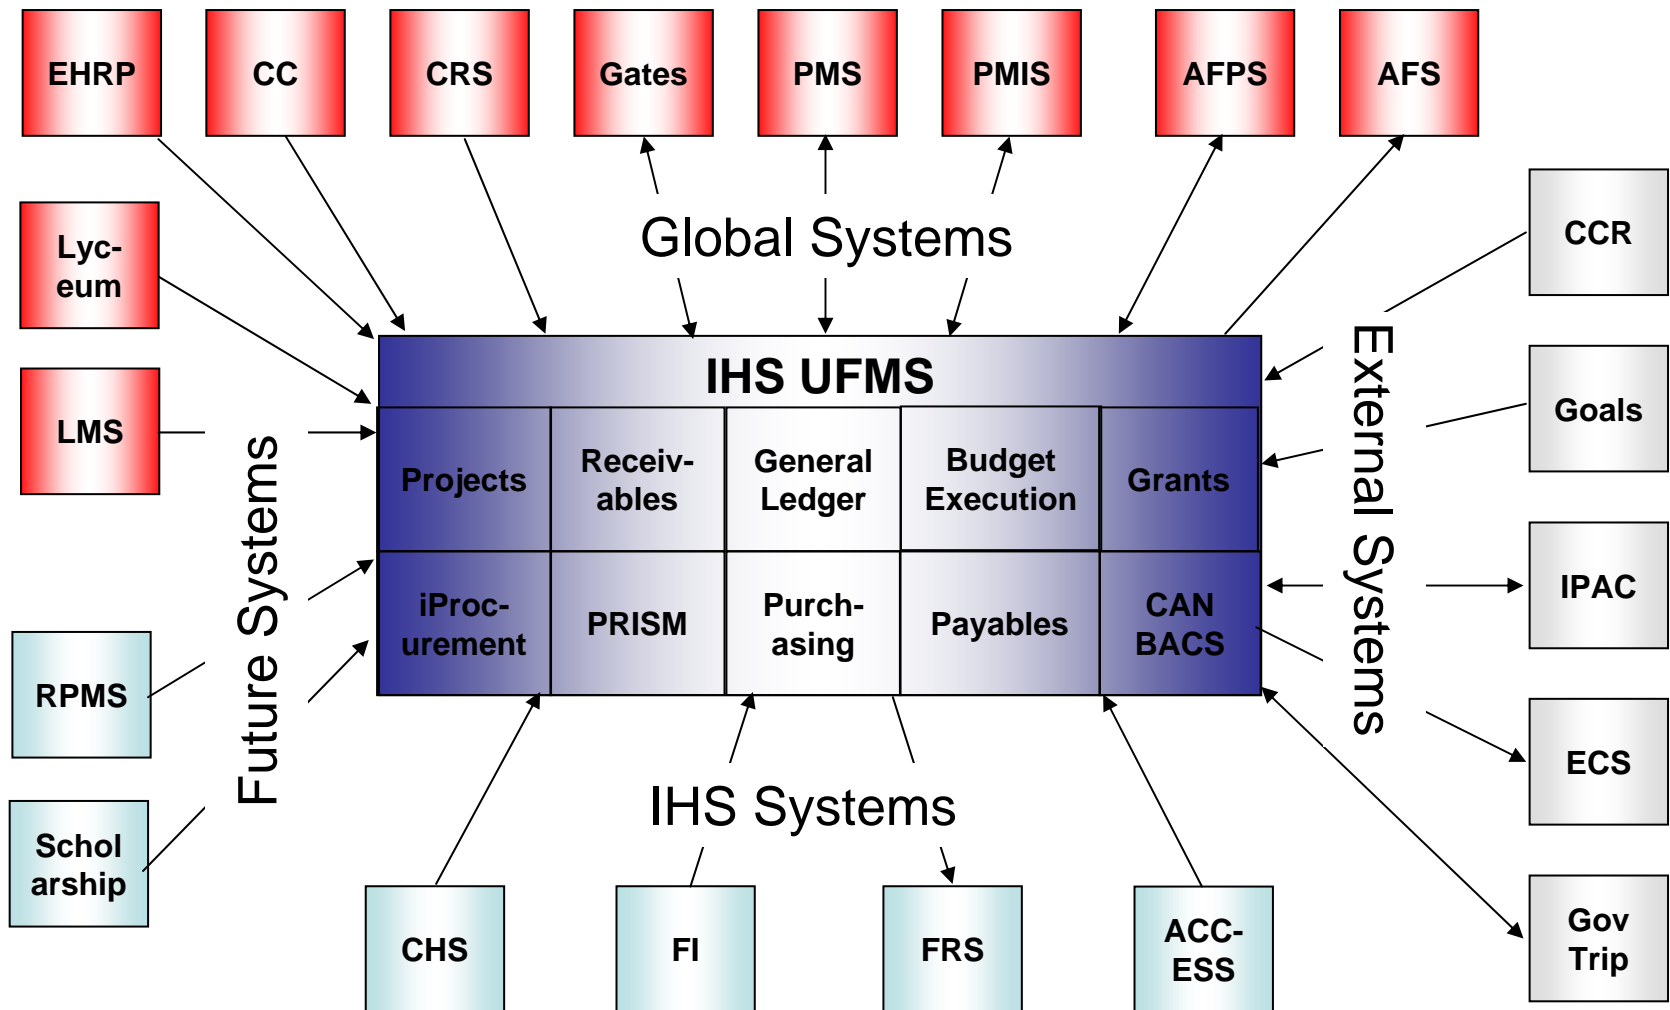 EHRP
CC
CRS
Gates
PMS
PMIS
AFPS
AFS
Lyc-
eum
LMS
Global Systems
CCR
Goals
IPAC
ECS
Gov
Trip
External Systems
Future Systems
IHS UFMS
Projects
Receiv-
ables
General
Ledger
Budget
Execution
Grants
iProc-
urement
PRISM
Purch-
asing
Payables
CAN
BACS
RPMS
Schol
arship
IHS Systems
CHS
FI
FRS
ACC-
ESS